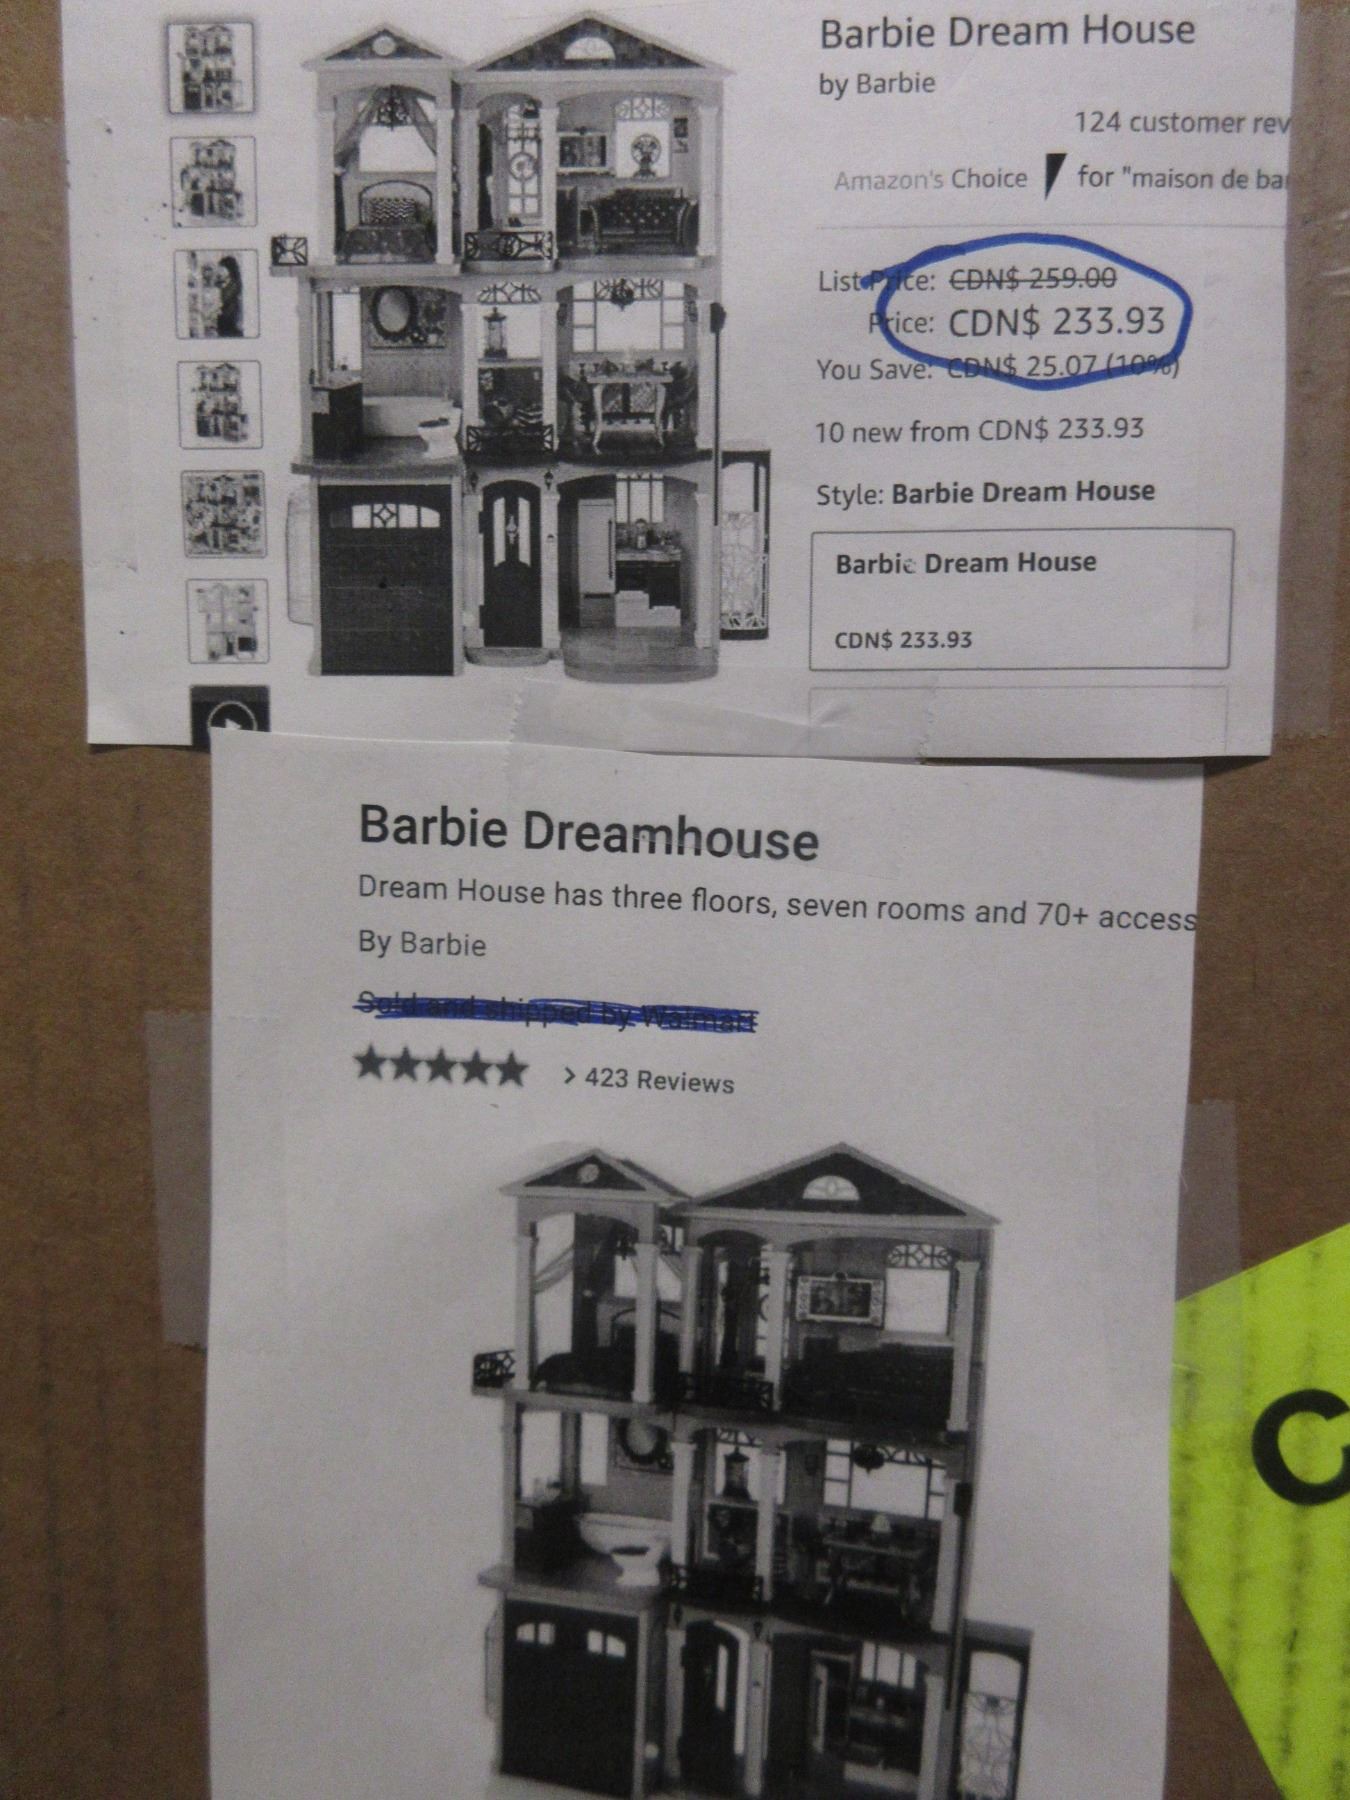 Barbie Dream House
by Barbie
124 customer rev
Amazon's Choice for "maison de ba
List Price: CDN$ 259.00
Price: CDN$ 233.93
You Save: CDN$ 25.07 (10%)
10 new from CDN$ 233.93
Style: Barbie Dream House
Barbie Dream House
CDN$ 233.93
Barbie Dreamhouse
Dream House has three floors, seven rooms and 70+ access
By Barbie
Sold and shipped by Walmart
> 423 Reviews
C